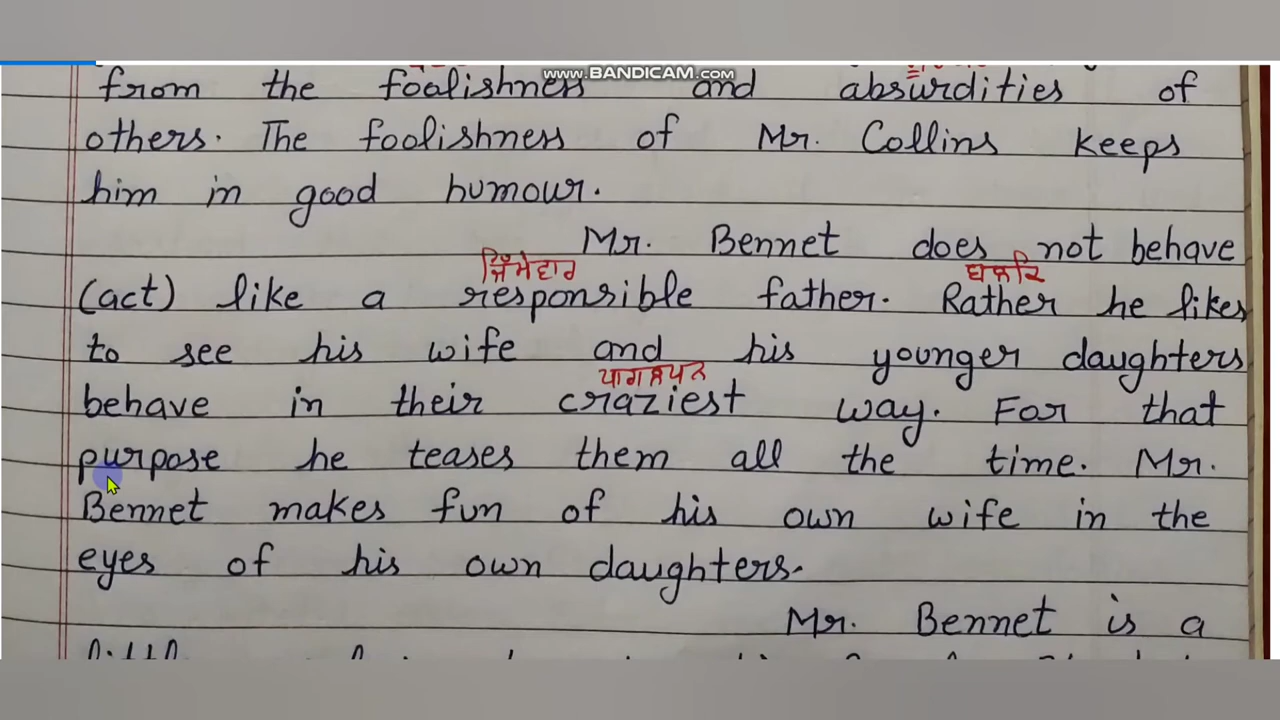 www.BANDICAM.com
from the foolishness and absurdities of
others. The foolishness of Mr. Collins keeps
him in good humour.
Mr. Bennet does not behave
ਜ਼ਿੰਮੇਵਾਰ
(act) like a responsible father. Rather he likes
to see his wife and his younger daughters
ਪਾਗਲਪਨ
behave in their craziest way. For that
purpose he teases them all the time. Mr.
Bennet makes fun of his own wife in the
eyes of his own daughters.
Mr. Bennet is a